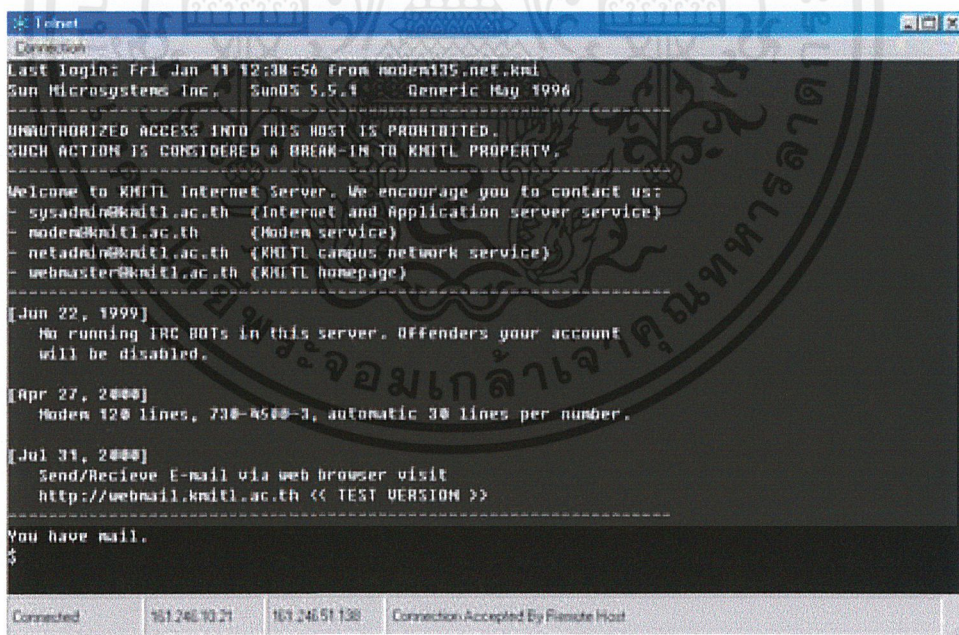 Telnet
Connection
Last login: Fri Jan 11 12:38:56 from modem135.net.kmi
Sun Microsystems Inc. SunOS 5.5.1 Generic May 1996
UNAUTHORIZED ACCESS INTO THIS HOST IS PROHIBITED.
SUCH ACTION IS CONSIDERED A BREAK-IN TO KMITL PROPERTY.
Welcome to KMITL Internet Server. We encourage you to contact us:
- sysadmin@kmitl.ac.th (Internet and Application server service)
- modem@kmitl.ac.th (Modem service)
- netadmin@kmitl.ac.th (KMITL campus network service)
- webmaster@kmitl.ac.th (KMITL homepage)
[Jun 22, 1999]
No running IRC BOTs in this server. Offenders your account
will be disabled.
[Apr 27, 2000]
Modem 120 lines, 730-4500-3, automatic 30 lines per number.
[Jul 31, 2000]
Send/Recieve E-mail via web browser visit
http://webmail.kmitl.ac.th << TEST VERSION >>
You have mail.
$
Connected 161.246.10.21 161.246.51.138 Connection Accepted By Remote Host